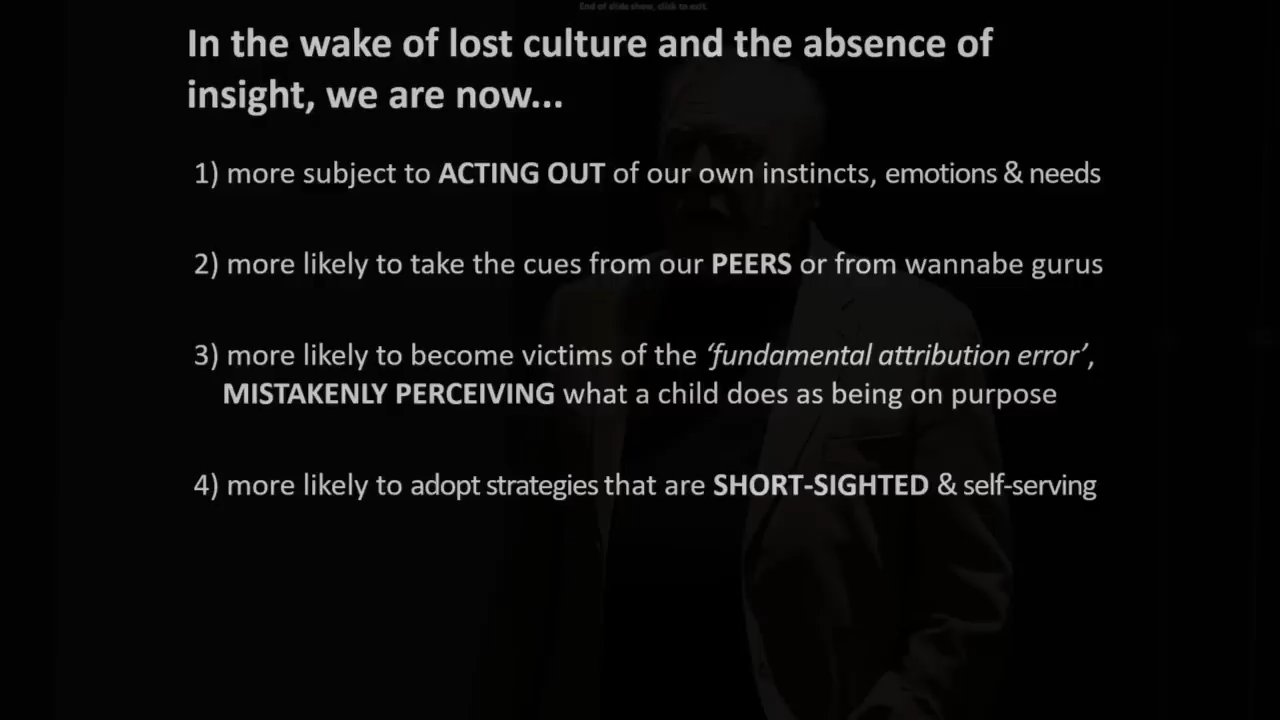 End of slide show, click to exit.
In the wake of lost culture and the absence of
insight, we are now...
1) more subject to ACTING OUT of our own instincts, emotions & needs
2) more likely to take the cues from our PEERS or from wannabe gurus
3) more likely to become victims of the ‘fundamental attribution error’,
MISTAKENLY PERCEIVING what a child does as being on purpose
4) more likely to adopt strategies that are SHORT-SIGHTED & self-serving